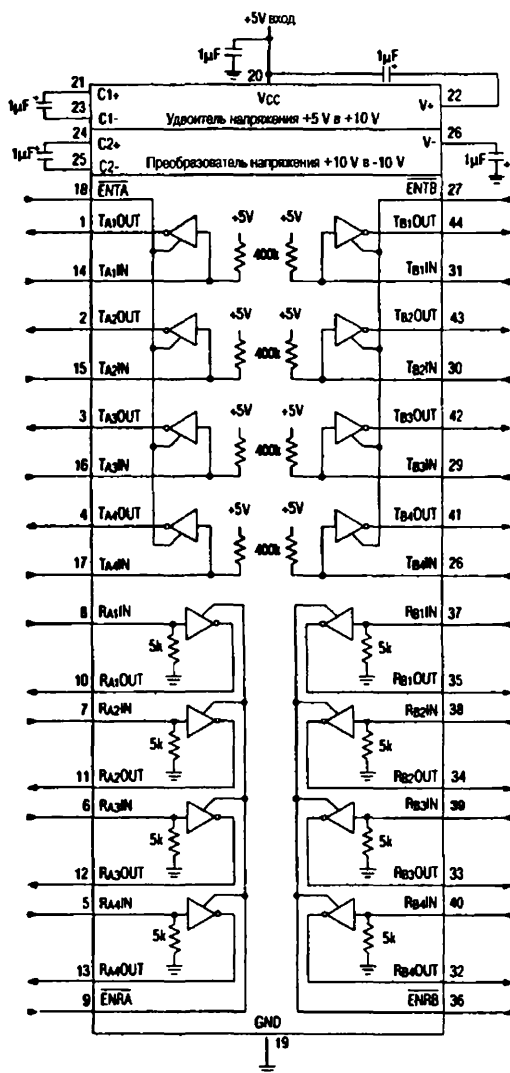 +5V вход
1μF
20
1μF
21 C1+ VCC V+ 22
1μF
23 C1- Удвоитель напряжения +5 V в +10 V
24 C2+ V- 26
1μF Преобразователь напряжения +10 V в -10 V 1μF
25 C2-
18 ENTA ENTB 27
1 TA1OUT +5V +5V TB1OUT 44
400k
14 TA1IN TB1IN 31
2 TA2OUT +5V +5V TB2OUT 43
400k
15 TA2IN TB2IN 30
3 TA3OUT +5V +5V TB3OUT 42
400k
16 TA3IN TB3IN 29
4 TA4OUT +5V +5V TB4OUT 41
400k
17 TA4IN TB4IN 26
8 RA1IN RB1IN 37
5k 5k
10 RA1OUT RB1OUT 35
7 RA2IN RB2IN 38
5k 5k
11 RA2OUT RB2OUT 34
6 RA3IN RB3IN 39
5k 5k
12 RA3OUT RB3OUT 33
5 RA4IN RB4IN 40
5k 5k
13 RA4OUT RB4OUT 32
9 ENRA ENRB 36
GND
19